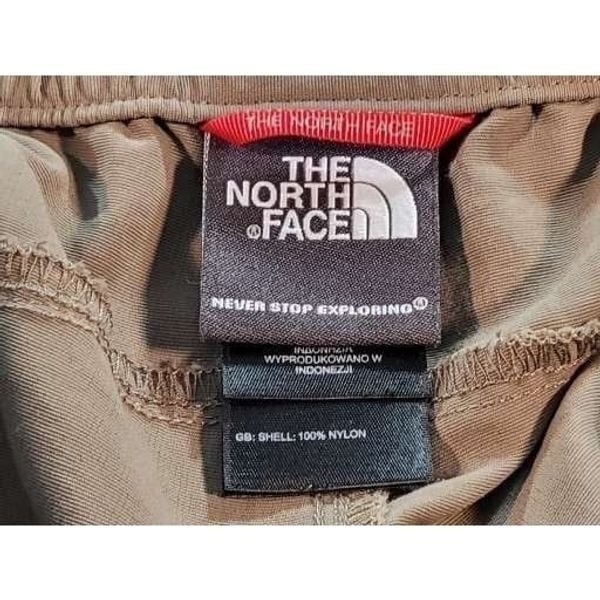 THE NORTH FACE
THE
NORTH
®FACE
NEVER STOP EXPLORING®
WYPRODUKOWANO W
INDONEZJI
GB: SHELL: 100% NYLON